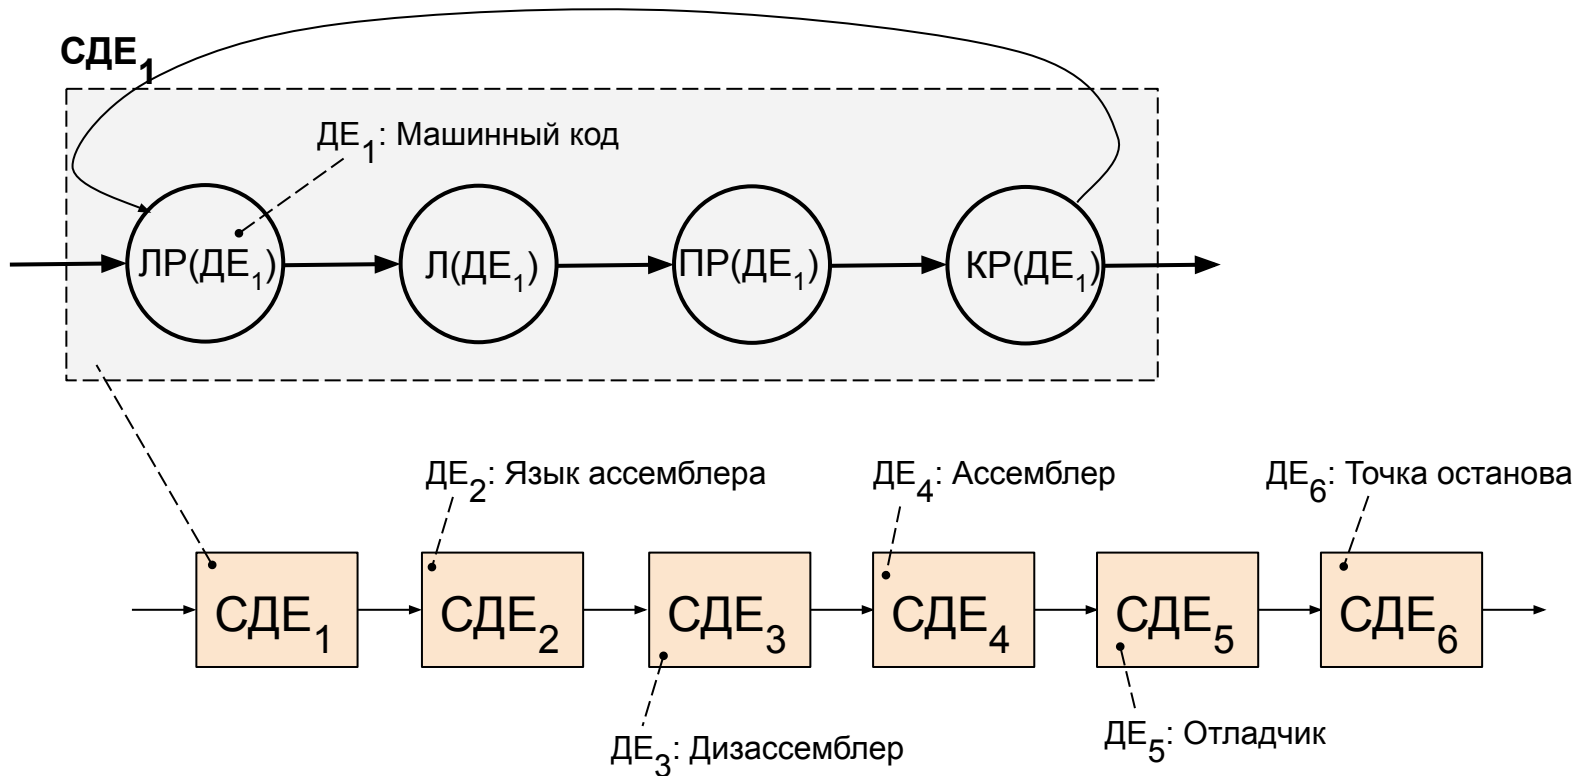 СДЕ₁
ДЕ₁: Машинный код
ЛР(ДЕ₁)
Л(ДЕ₁)
ПР(ДЕ₁)
КР(ДЕ₁)
ДЕ₂: Язык ассемблера
ДЕ₄: Ассемблер
ДЕ₆: Точка останова
СДЕ₁
СДЕ₂
СДЕ₃
СДЕ₄
СДЕ₅
СДЕ₆
ДЕ₃: Дизассемблер
ДЕ₅: Отладчик